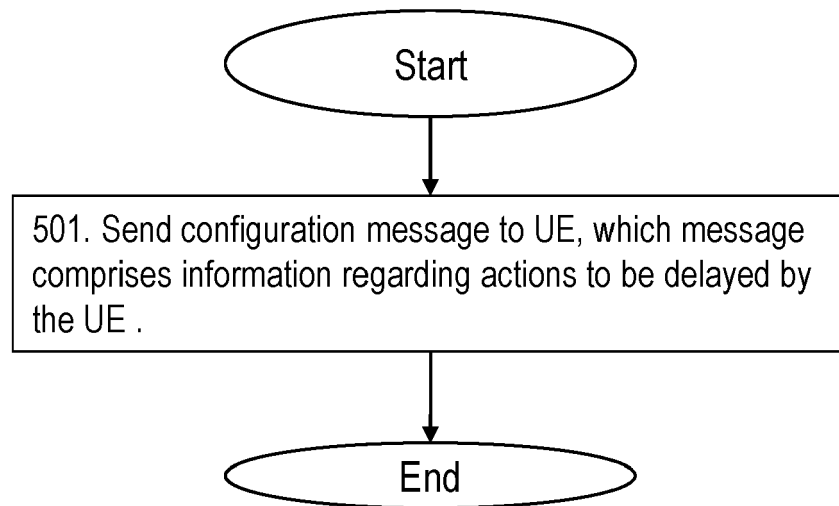 Start
501. Send configuration message to UE, which message
comprises information regarding actions to be delayed by
the UE .
End